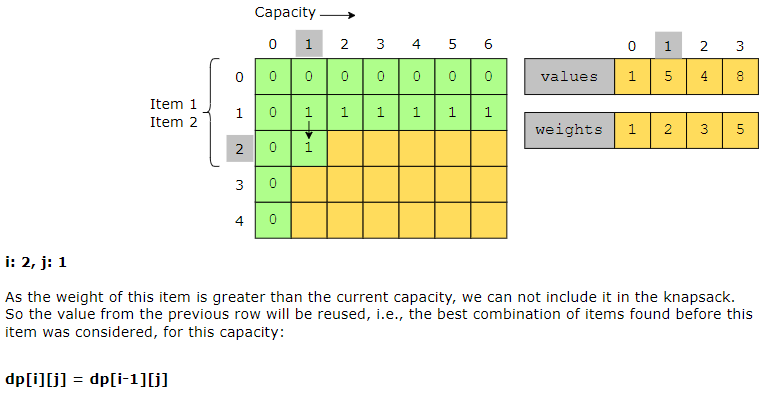 Capacity
0 1 2 3 4 5 6
0 0 0 0 0 0 0 0
Item 1
Item 2
1 0 1 1 1 1 1 1
2 0 1
3 0
4 0
0 1 2 3
values 1 5 4 8
weights 1 2 3 5
i: 2, j: 1
As the weight of this item is greater than the current capacity, we can not include it in the knapsack.
So the value from the previous row will be reused, i.e., the best combination of items found before this
item was considered, for this capacity:
dp[i][j] = dp[i-1][j]